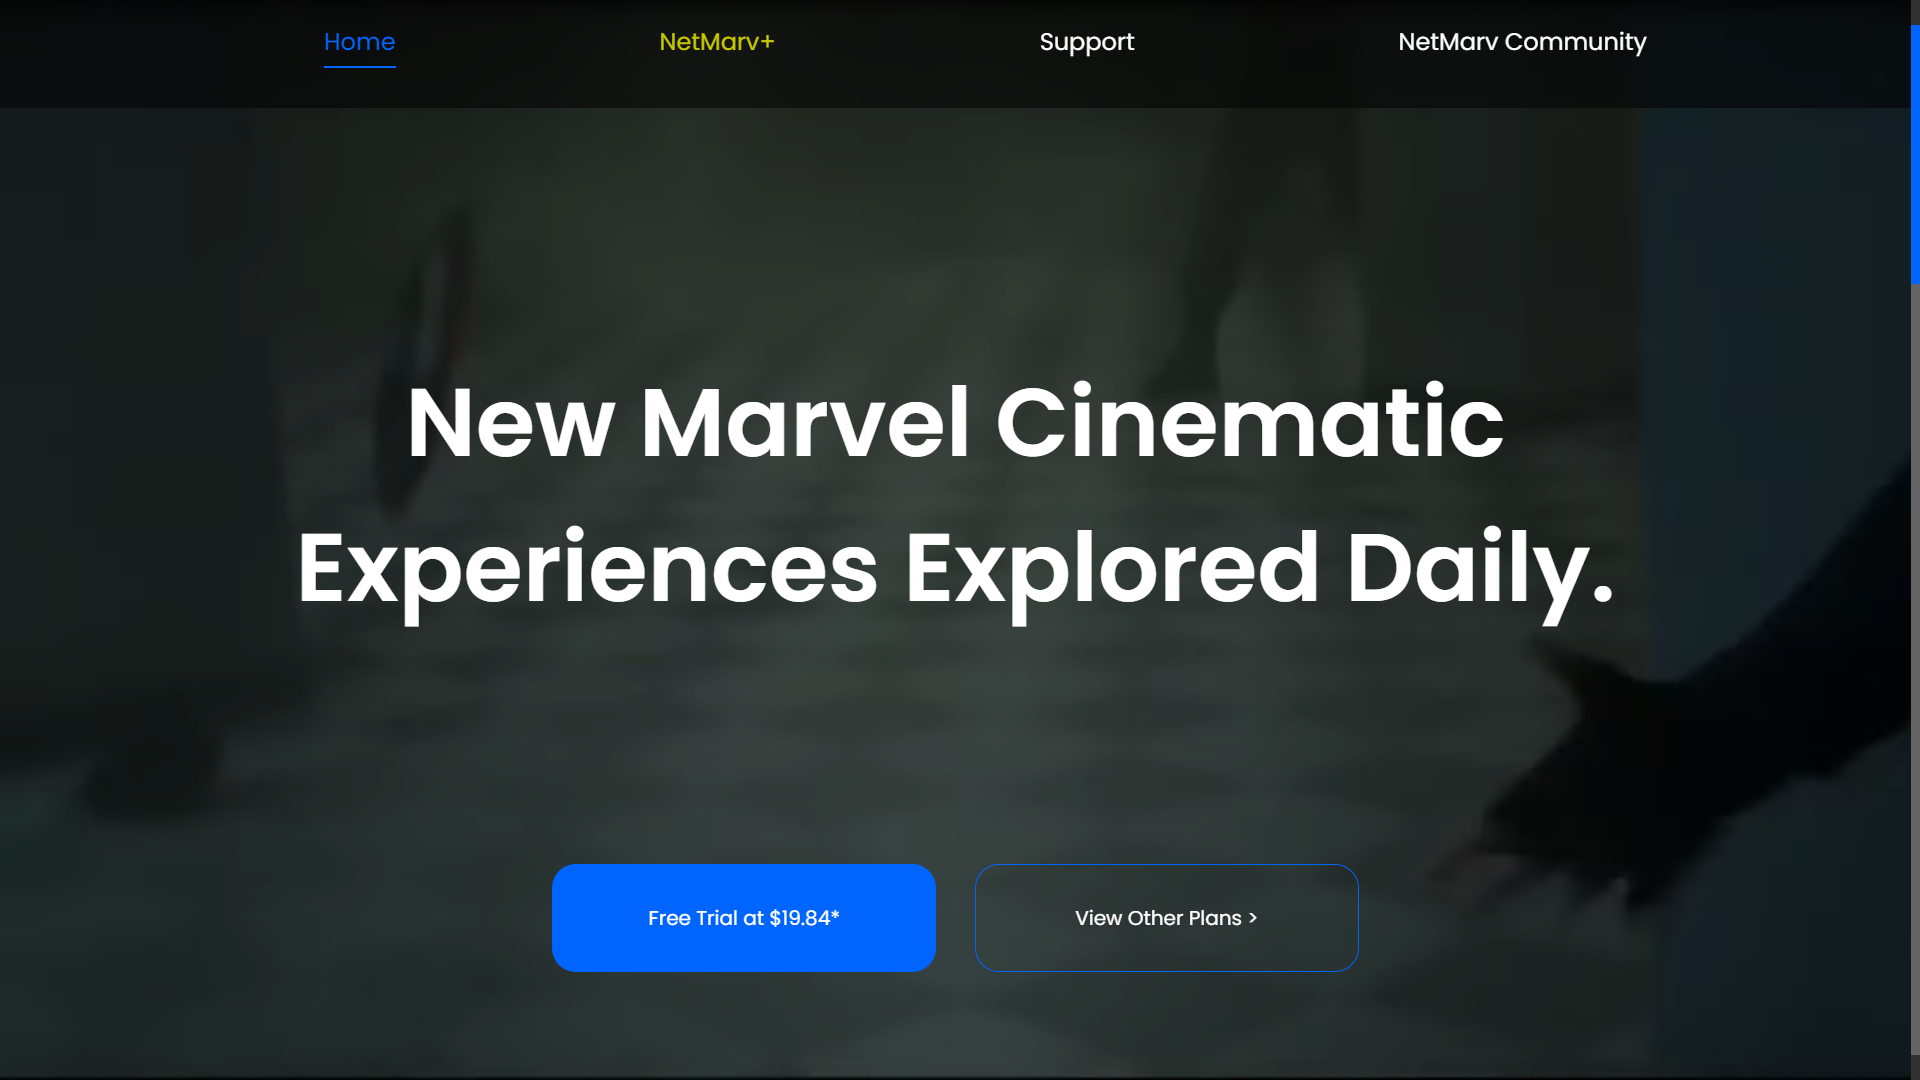 Home
NetMarv+
Support
NetMarv Community
New Marvel Cinematic
Experiences Explored Daily.
Free Trial at $19.84*
View Other Plans >